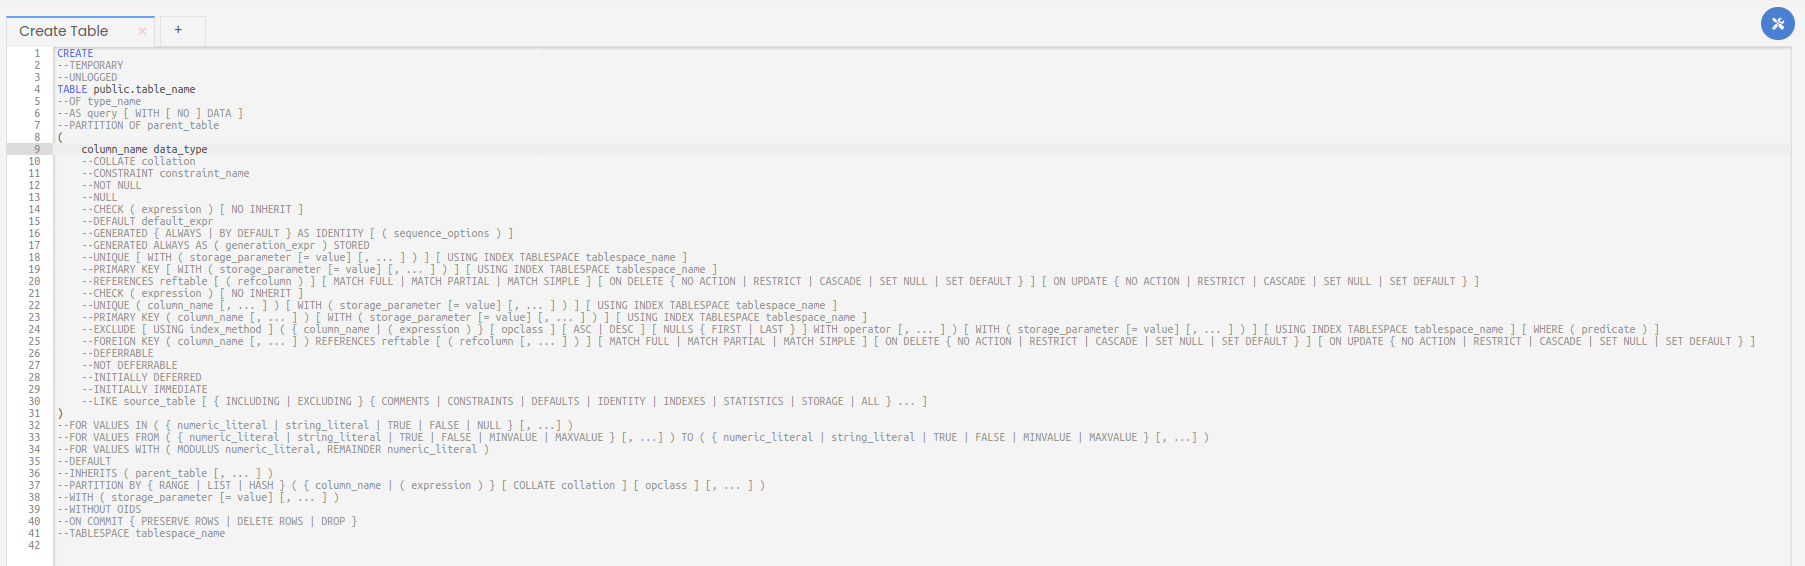 Create Table × +
1 CREATE
2 --TEMPORARY
3 --UNLOGGED
4 TABLE public.table_name
5 --OF type_name
6 --AS query [ WITH [ NO ] DATA ]
7 --PARTITION OF parent_table
8 (
9 column_name data_type
10 --COLLATE collation
11 --CONSTRAINT constraint_name
12 --NOT NULL
13 --NULL
14 --CHECK ( expression ) [ NO INHERIT ]
15 --DEFAULT default_expr
16 --GENERATED { ALWAYS | BY DEFAULT } AS IDENTITY [ ( sequence_options ) ]
17 --GENERATED ALWAYS AS ( generation_expr ) STORED
18 --UNIQUE [ WITH ( storage_parameter [= value] [, ... ] ) ] [ USING INDEX TABLESPACE tablespace_name ]
19 --PRIMARY KEY [ WITH ( storage_parameter [= value] [, ... ] ) ] [ USING INDEX TABLESPACE tablespace_name ]
20 --REFERENCES reftable [ ( refcolumn ) ] [ MATCH FULL | MATCH PARTIAL | MATCH SIMPLE ] [ ON DELETE { NO ACTION | RESTRICT | CASCADE | SET NULL | SET DEFAULT } ] [ ON UPDATE { NO ACTION | RESTRICT | CASCADE | SET NULL | SET DEFAULT } ]
21 --CHECK ( expression ) [ NO INHERIT ]
22 --UNIQUE ( column_name [, ... ] ) [ WITH ( storage_parameter [= value] [, ... ] ) ] [ USING INDEX TABLESPACE tablespace_name ]
23 --PRIMARY KEY ( column_name [, ... ] ) [ WITH ( storage_parameter [= value] [, ... ] ) ] [ USING INDEX TABLESPACE tablespace_name ]
24 --EXCLUDE [ USING index_method ] ( { column_name | ( expression ) } [ opclass ] [ ASC | DESC ] [ NULLS { FIRST | LAST } ] WITH operator [, ... ] ) [ WITH ( storage_parameter [= value] [, ... ] ) ] [ USING INDEX TABLESPACE tablespace_name ] [ WHERE ( predicate ) ]
25 --FOREIGN KEY ( column_name [, ... ] ) REFERENCES reftable [ ( refcolumn [, ... ] ) ] [ MATCH FULL | MATCH PARTIAL | MATCH SIMPLE ] [ ON DELETE { NO ACTION | RESTRICT | CASCADE | SET NULL | SET DEFAULT } ] [ ON UPDATE { NO ACTION | RESTRICT | CASCADE | SET NULL | SET DEFAULT } ]
26 --DEFERRABLE
27 --NOT DEFERRABLE
28 --INITIALLY DEFERRED
29 --INITIALLY IMMEDIATE
30 --LIKE source_table [ { INCLUDING | EXCLUDING } { COMMENTS | CONSTRAINTS | DEFAULTS | IDENTITY | INDEXES | STATISTICS | STORAGE | ALL } ... ]
31 )
32 --FOR VALUES IN ( { numeric_literal | string_literal | TRUE | FALSE | NULL } [, ...] )
33 --FOR VALUES FROM ( { numeric_literal | string_literal | TRUE | FALSE | MINVALUE | MAXVALUE } [, ...] ) TO ( { numeric_literal | string_literal | TRUE | FALSE | MINVALUE | MAXVALUE } [, ...] )
34 --FOR VALUES WITH ( MODULUS numeric_literal, REMAINDER numeric_literal )
35 --DEFAULT
36 --INHERITS ( parent_table [, ... ] )
37 --PARTITION BY { RANGE | LIST | HASH } ( { column_name | ( expression ) } [ COLLATE collation ] [ opclass ] [, ... ] )
38 --WITH ( storage_parameter [= value] [, ... ] )
39 --WITHOUT OIDS
40 --ON COMMIT { PRESERVE ROWS | DELETE ROWS | DROP }
41 --TABLESPACE tablespace_name
42